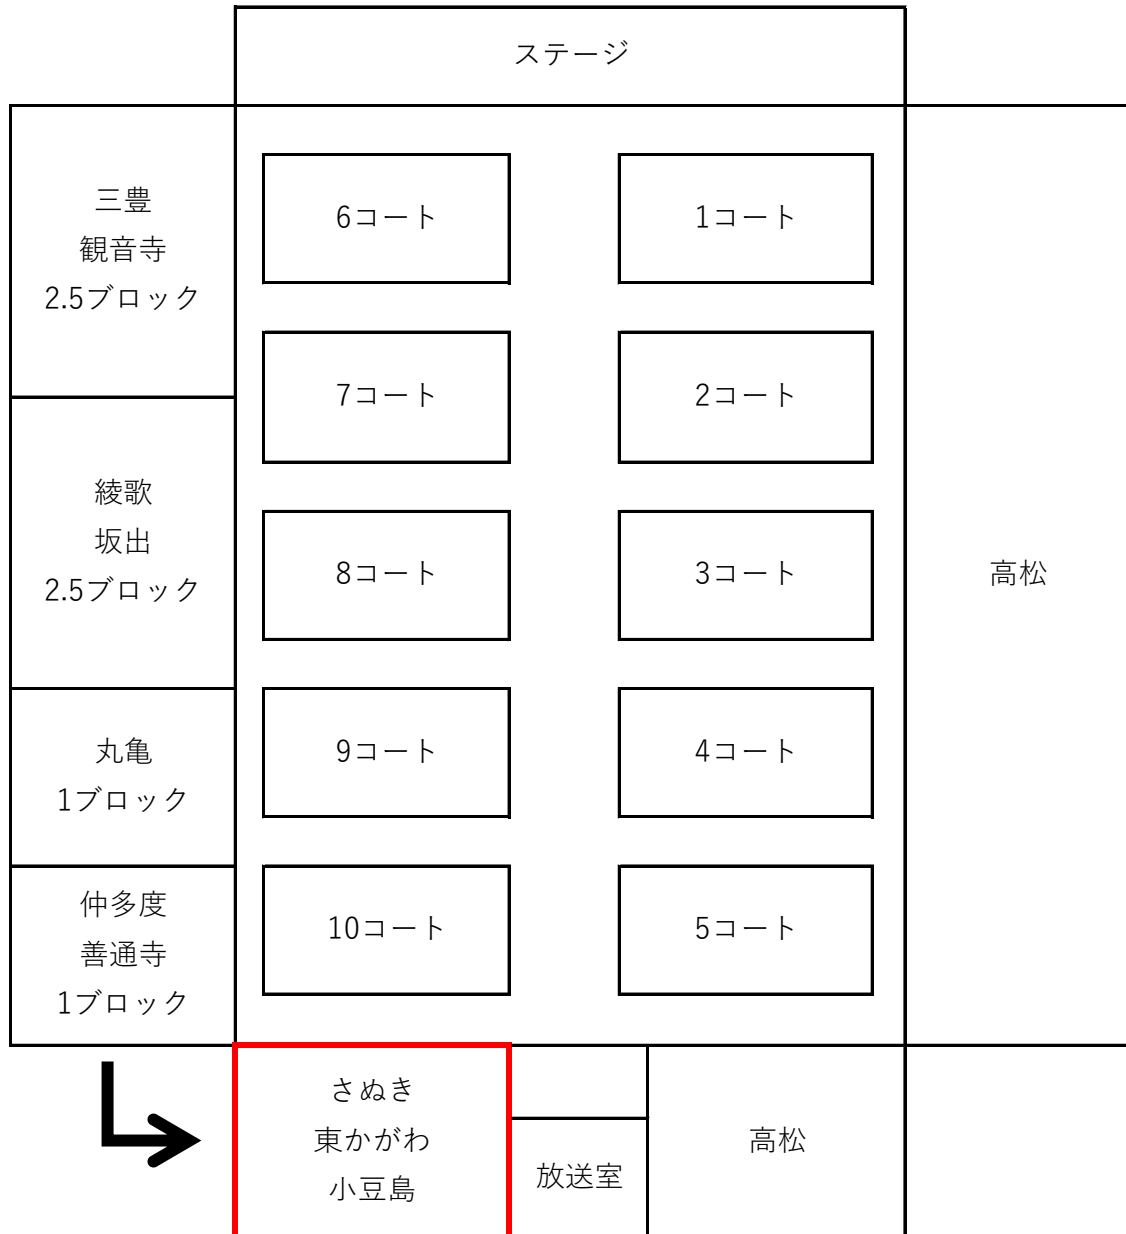 ステージ
三豊
観音寺
2.5ブロック
6コート
1コート
7コート
2コート
綾歌
坂出
2.5ブロック
8コート
3コート
高松
丸亀
1ブロック
9コート
4コート
仲多度
善通寺
1ブロック
10コート
5コート
さぬき
東かがわ
小豆島
放送室
高松